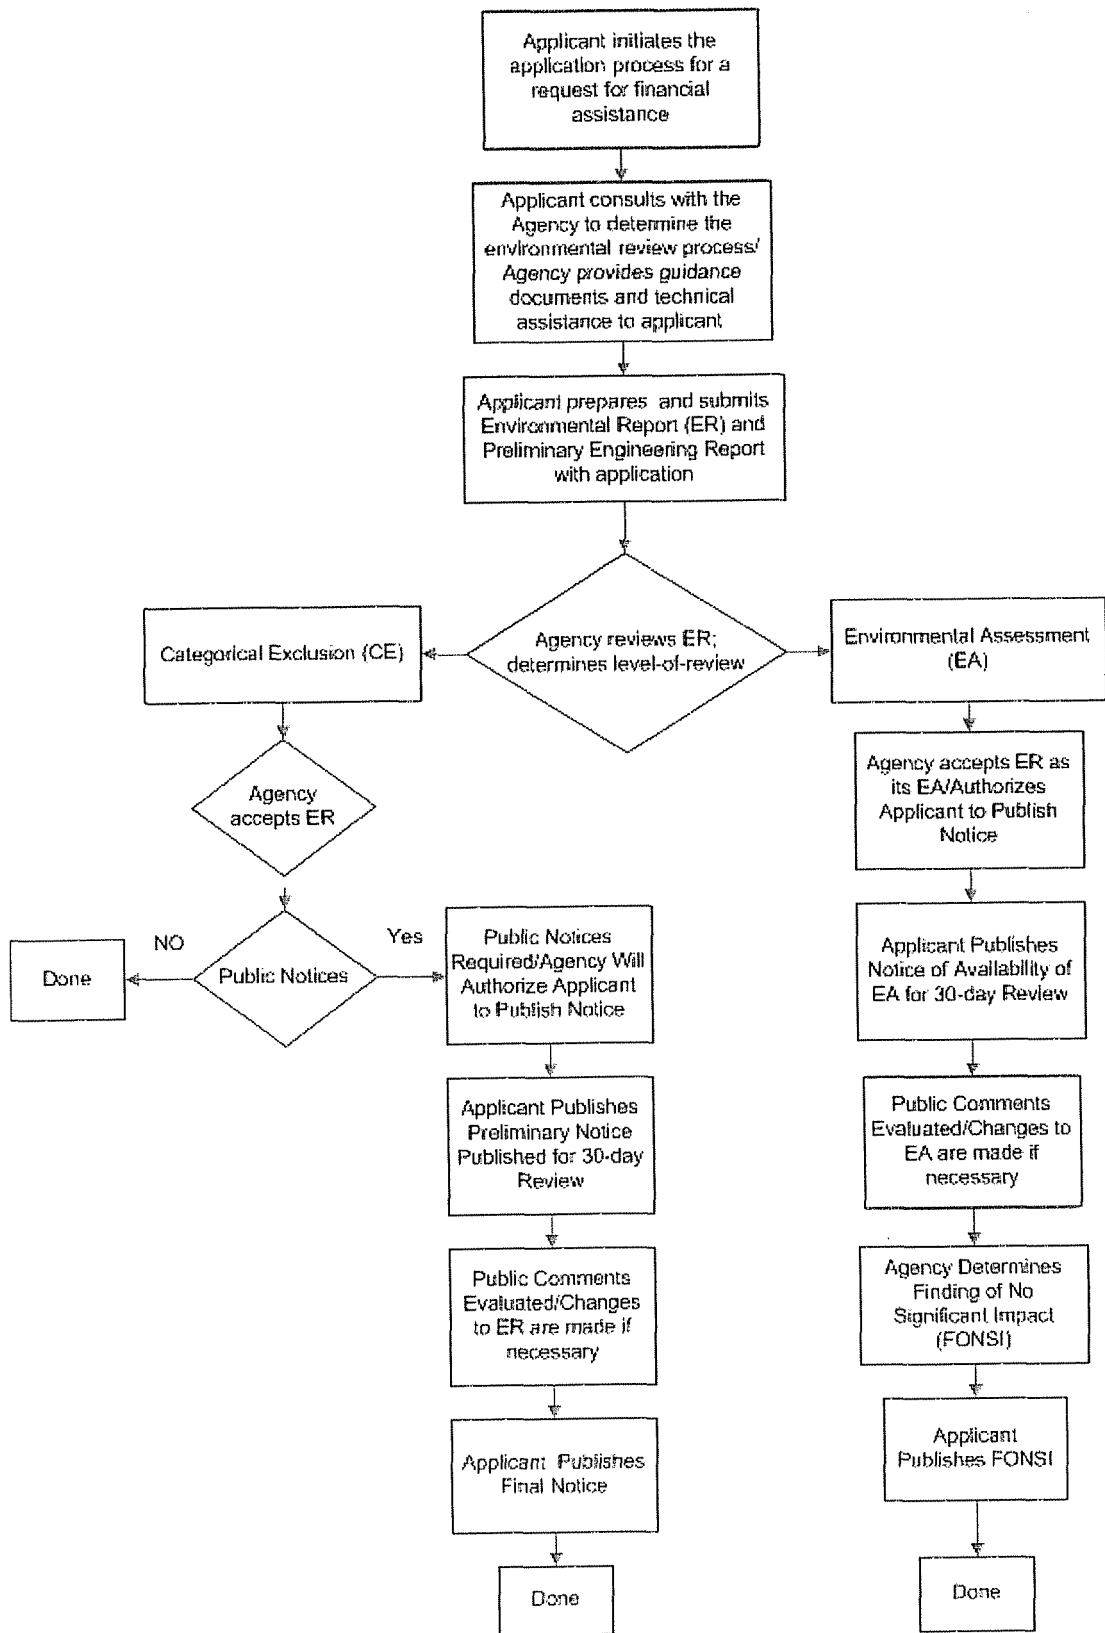 Applicant initiates the
application process for a
request for financial
assistance
Applicant consults with the
Agency to determine the
environmental review process/
Agency provides guidance
documents and technical
assistance to applicant
Applicant prepares and submits
Environmental Report (ER) and
Preliminary Engineering Report
with application
Agency reviews ER;
determines level-of-review
Categorical Exclusion (CE)
Environmental Assessment
(EA)
Agency
accepts ER
Public Notices
NO
Done
Yes
Public Notices
Required/Agency Will
Authorize Applicant
to Publish Notice
Applicant Publishes
Preliminary Notice
Published for 30-day
Review
Public Comments
Evaluated/Changes
to ER are made if
necessary
Applicant Publishes
Final Notice
Done
Agency accepts ER as
its EA/Authorizes
Applicant to Publish
Notice
Applicant Publishes
Notice of Availability of
EA for 30-day Review
Public Comments
Evaluated/Changes to
EA are made if
necessary
Agency Determines
Finding of No
Significant Impact
(FONSI)
Applicant
Publishes FONSI
Done